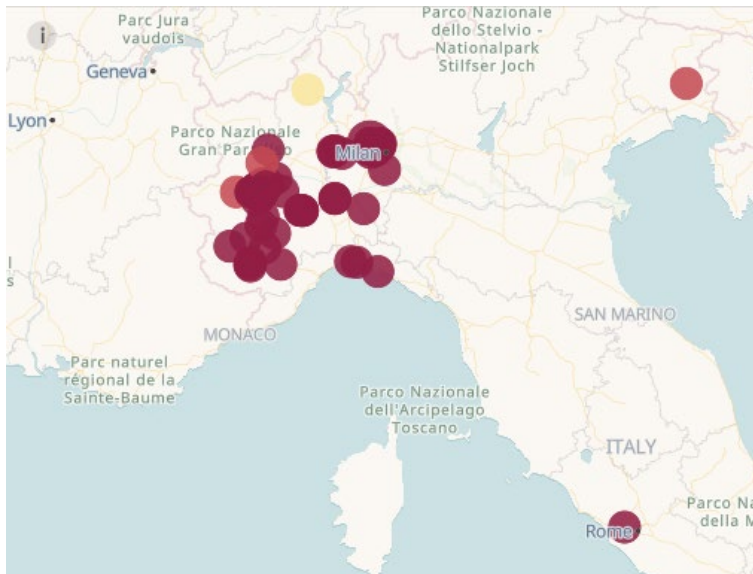 i
Parc Jura
vaudois
Geneva
Lyon
Parco Nazionale
dello Stelvio -
Nationalpark
Stilfser Joch
Parco Nazionale
Gran Par
Milan
l
s
MONACO
Parc naturel
régional de la
Sainte-Baume
SAN MARINO
Parco Nazionale
dell'Arcipelago
Toscano
ITALY
Parco Na
della M
Rome